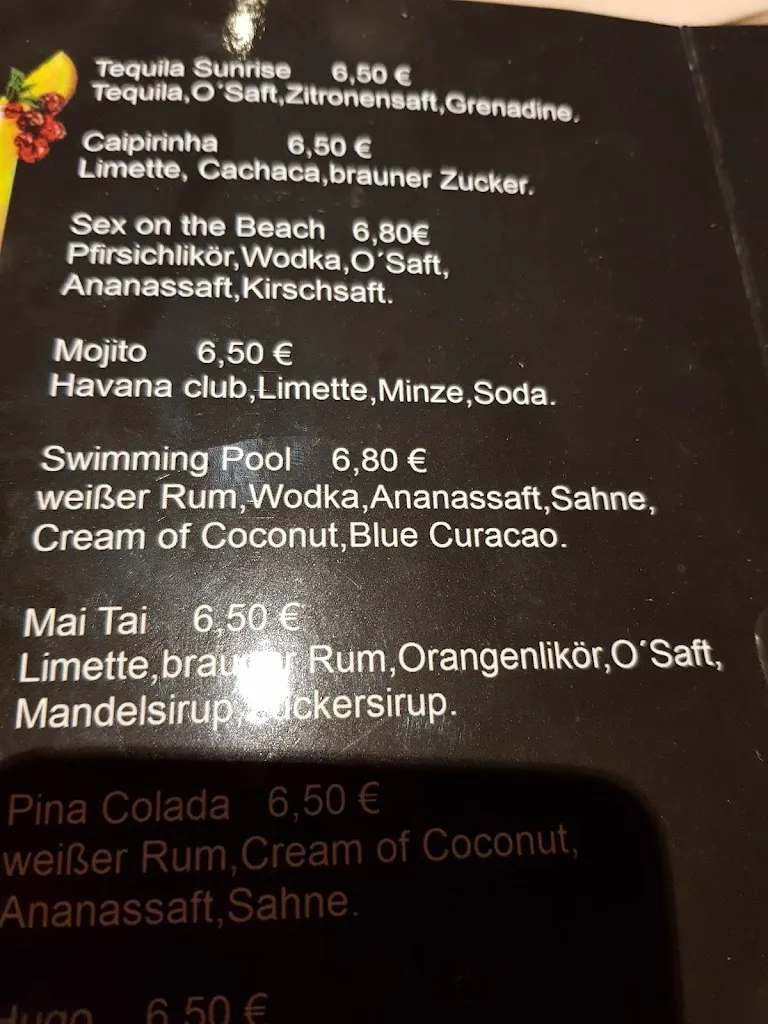 Tequila Sunrise 6,50 €
Tequila,O´Saft,Zitronensaft,Grenadine.
Caipirinha 6,50 €
Limette, Cachaca,brauner Zucker.
Sex on the Beach 6,80€
Pfirsichlikör,Wodka,O´Saft,
Ananassaft,Kirschsaft.
Mojito 6,50 €
Havana club,Limette,Minze,Soda.
Swimming Pool 6,80 €
weißer Rum,Wodka,Ananassaft,Sahne,
Cream of Coconut,Blue Curacao.
Mai Tai 6,50 €
Limette,brauner Rum,Orangenlikör,O´Saft,
Mandelsirup,Zuckersirup.
Pina Colada 6,50 €
weißer Rum,Cream of Coconut,
Ananassaft,Sahne.
Hugo 6,50 €